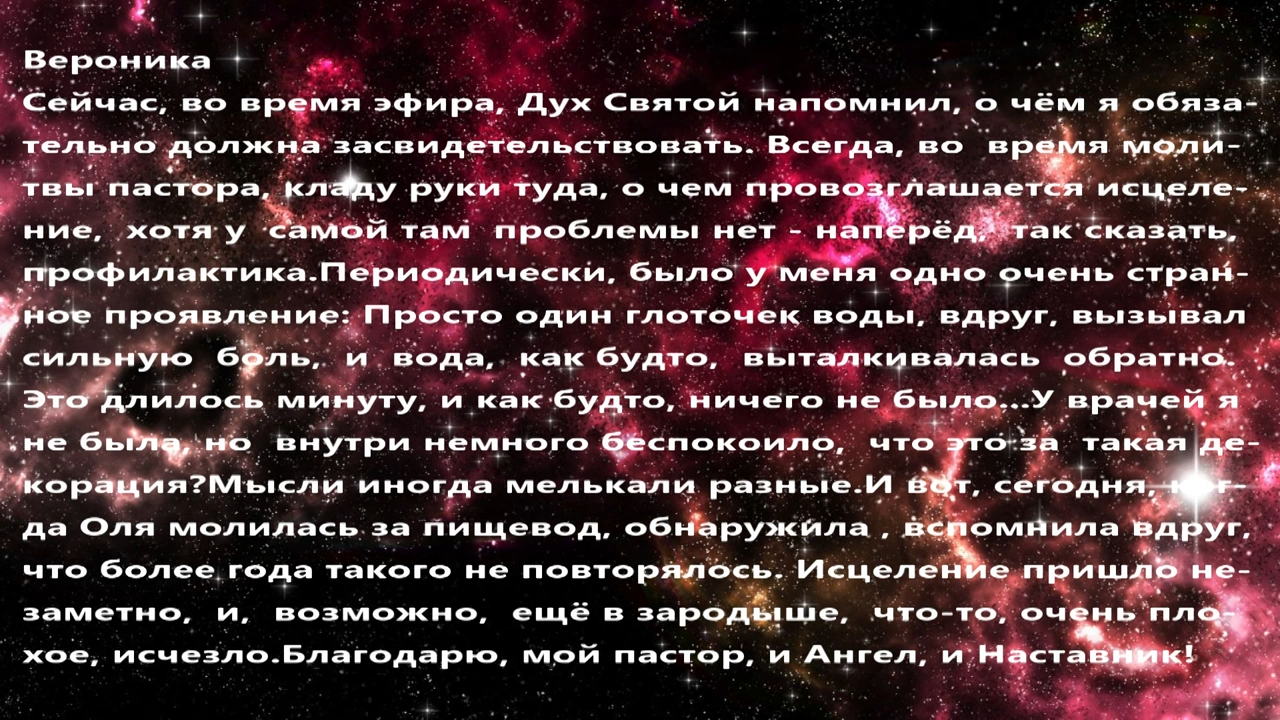 Вероника
Сейчас, во время эфира, Дух Святой напомнил, о чём я обяза-
тельно должна засвидетельствовать. Всегда, во время моли-
твы пастора, кладу руки туда, о чем провозглашается исцеле-
ние, хотя у самой там проблемы нет - наперёд, так сказать,
профилактика.Периодически, было у меня одно очень стран-
ное проявление: Просто один глоточек воды, вдруг, вызывал
сильную боль, и вода, как будто, выталкивалась обратно.
Это длилось минуту, и как будто, ничего не было...У врачей я
не была, но внутри немного беспокоило, что это за такая де-
корация?Мысли иногда мелькали разные.И вот, сегодня, ког-
да Оля молилась за пищевод, обнаружила , вспомнила вдруг,
что более года такого не повторялось. Исцеление пришло не-
заметно, и, возможно, ещё в зародыше, что-то, очень пло-
хое, исчезло.Благодарю, мой пастор, и Ангел, и Наставник!